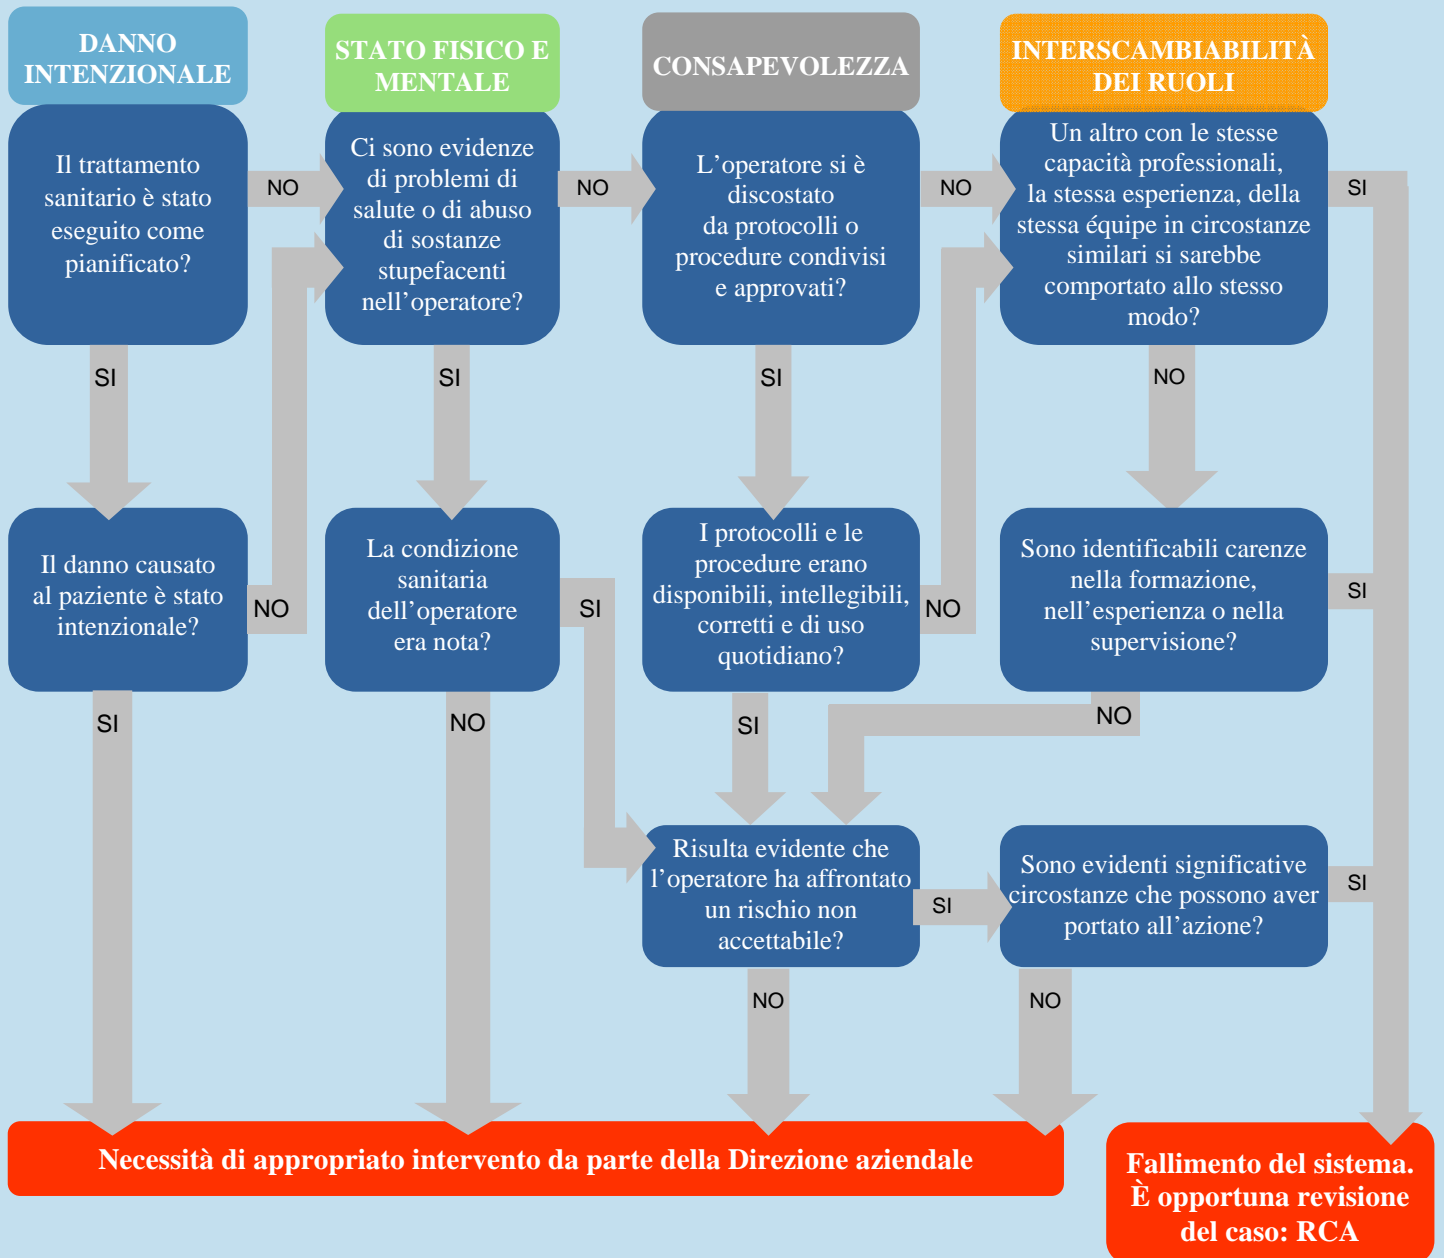 DANNO
INTENZIONALE
STATO FISICO E
MENTALE
CONSAPEVOLEZZA
INTERSCAMBIABILITÀ
DEI RUOLI
Il trattamento
sanitario è stato
eseguito come
pianificato?
NO
Ci sono evidenze
di problemi di
salute o di abuso
di sostanze
stupefacenti
nell’operatore?
NO
L’operatore si è
discostato
da protocolli o
procedure condivisi
e approvati?
NO
Un altro con le stesse
capacità professionali,
la stessa esperienza, della
stessa équipe in circostanze
similari si sarebbe
comportato allo stesso
modo?
SI
SI
SI
SI
NO
Il danno causato
al paziente è stato
intenzionale?
NO
La condizione
sanitaria
dell’operatore
era nota?
SI
I protocolli e le
procedure erano
disponibili, intellegibili,
corretti e di uso
quotidiano?
NO
Sono identificabili carenze
nella formazione,
nell’esperienza o nella
supervisione?
SI
SI
NO
SI
NO
Risulta evidente che
l’operatore ha affrontato
un rischio non
accettabile?
SI
Sono evidenti significative
circostanze che possono aver
portato all’azione?
SI
NO
NO
Necessità di appropriato intervento da parte della Direzione aziendale
Fallimento del sistema.
È opportuna revisione
del caso: RCA